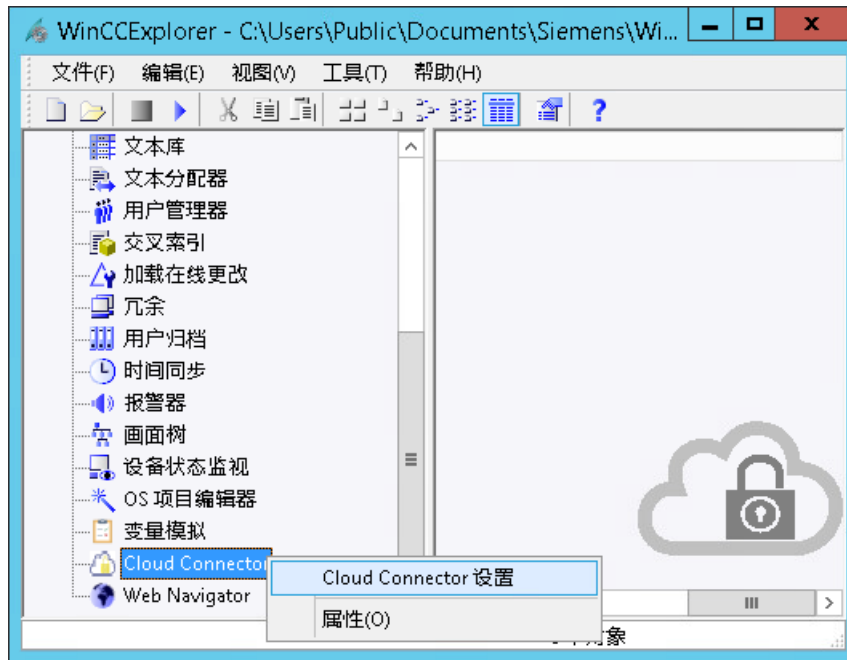 WinCCExplorer - C:\Users\Public\Documents\Siemens\Wi...
文件(F) 编辑(E) 视图(V) 工具(T) 帮助(H)
文本库
文本分配器
用户管理器
交叉索引
加载在线更改
冗余
用户归档
时间同步
报警器
画面树
设备状态监视
OS 项目编辑器
变量模拟
Cloud Connector
Cloud Connector 设置
Web Navigator
属性(O)
对象